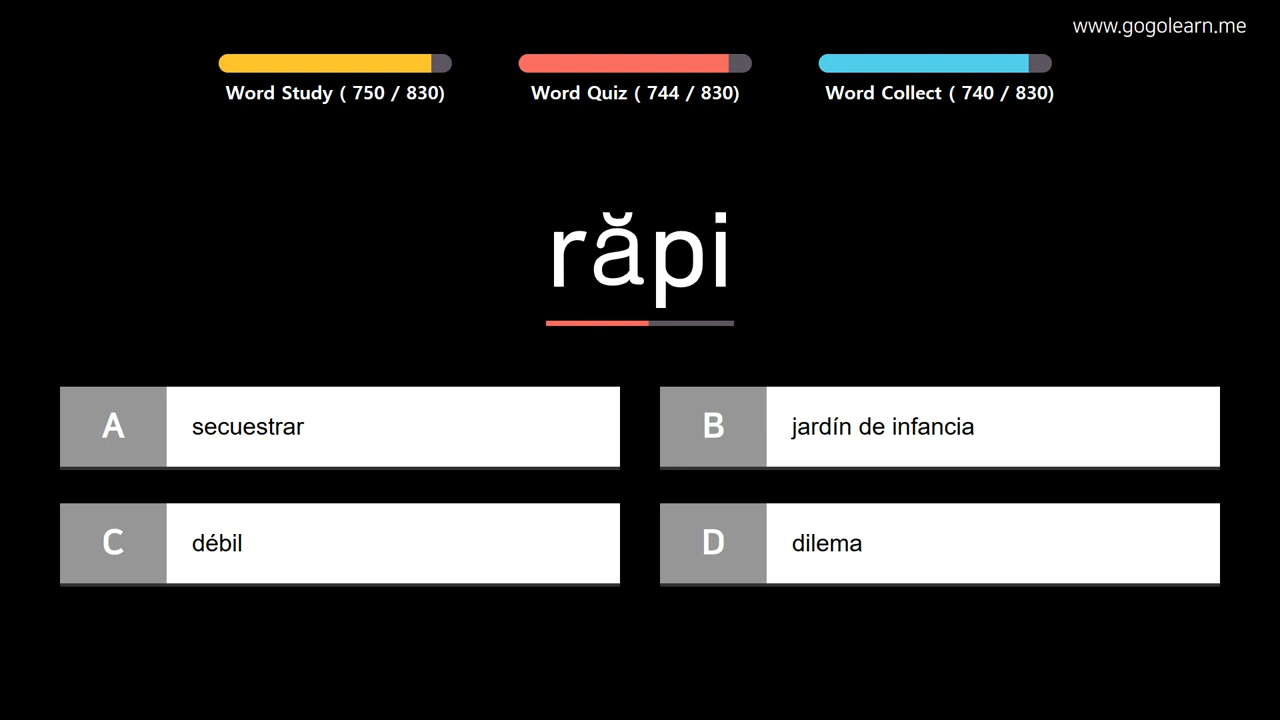 www.gogolearn.me
Word Study ( 750 / 830)
Word Quiz ( 744 / 830)
Word Collect ( 740 / 830)
răpi
A secuestrar
B jardín de infancia
C débil
D dilema